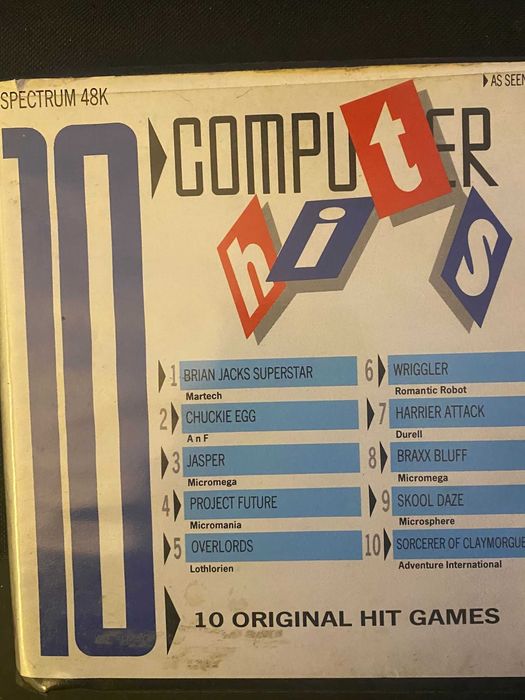 SPECTRUM 48K
AS SEEN
10
COMPUTER
hits
1 BRIAN JACKS SUPERSTAR
Martech
2 CHUCKIE EGG
A n F
3 JASPER
Micromega
4 PROJECT FUTURE
Micromania
5 OVERLORDS
Lothlorien
6 WRIGGLER
Romantic Robot
7 HARRIER ATTACK
Durell
8 BRAXX BLUFF
Micromega
9 SKOOL DAZE
Microsphere
10 SORCERER OF CLAYMORGUE
Adventure International
10 ORIGINAL HIT GAMES